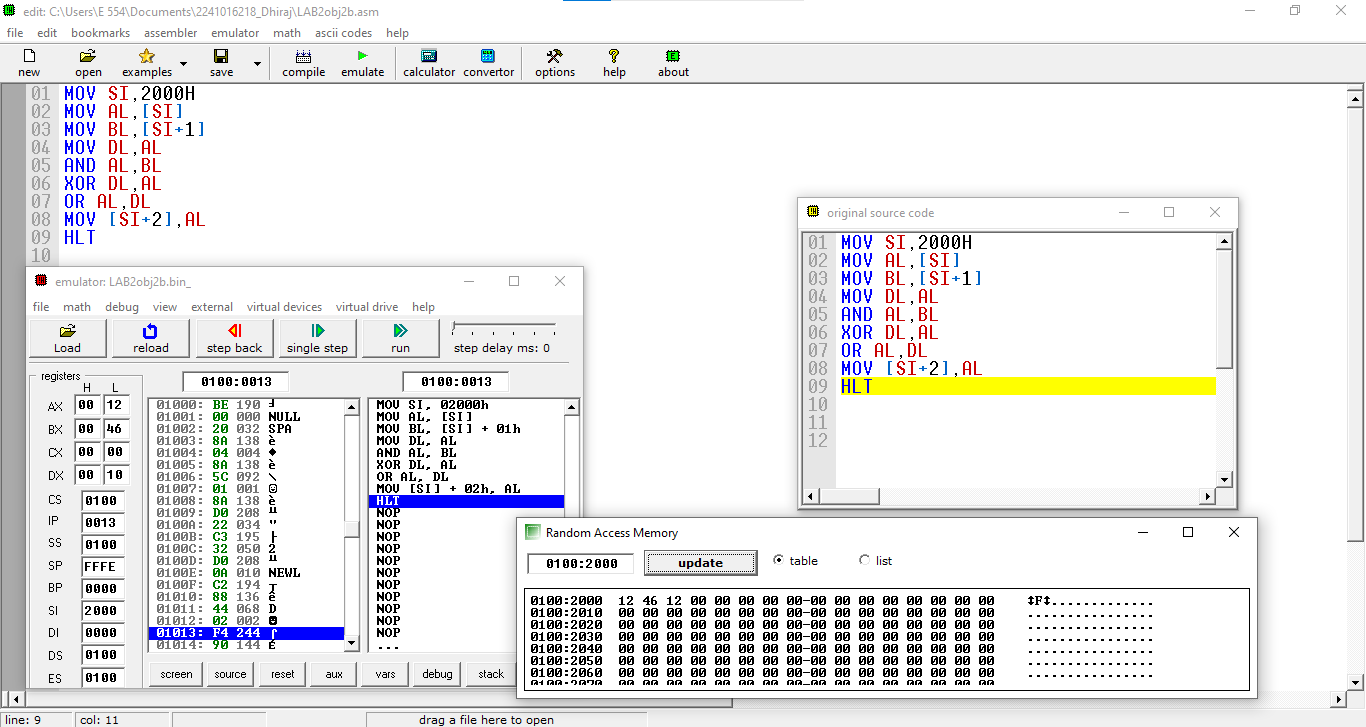 edit: C:\Users\E 554\Documents\2241016218_Dhiraj\LAB2obj2b.asm
file edit bookmarks assembler emulator math ascii codes help
new open examples save compile emulate calculator convertor options help about
01 MOV SI,2000H
02 MOV AL,[SI]
03 MOV BL,[SI+1]
04 MOV DL,AL
05 AND AL,BL
06 XOR DL,AL
07 OR AL,DL
08 MOV [SI+2],AL
09 HLT
10
original source code
01 MOV SI,2000H
02 MOV AL,[SI]
03 MOV BL,[SI+1]
04 MOV DL,AL
05 AND AL,BL
06 XOR DL,AL
07 OR AL,DL
08 MOV [SI+2],AL
09 HLT
10
11
12
emulator: LAB2obj2b.bin_
file math debug view external virtual devices virtual drive help
Load reload step back single step run step delay ms: 0
registers
H L
AX 00 12
BX 00 46
CX 00 00
DX 00 10
CS 0100
IP 0013
SS 0100
SP FFFE
BP 0000
SI 2000
DI 0000
DS 0100
ES 0100
0100:0013
01000: BE 190 ╛
01001: 00 000 NULL
01002: 20 032 SPA
01003: 8A 138 è
01004: 04 004 ♦
01005: 8A 138 è
01006: 5C 092 \
01007: 01 001 ☺
01008: 8A 138 è
01009: D0 208 ╨
0100A: 22 034 "
0100B: C3 195 ├
0100C: 32 050 2
0100D: D0 208 ╨
0100E: 0A 010 NEWL
0100F: C2 194 ┬
01010: 88 136 ê
01011: 44 068 D
01012: 02 002 ☻
01013: F4 244 ⌠
01014: 90 144 É
0100:0013
MOV SI, 02000h
MOV AL, [SI]
MOV BL, [SI] + 01h
MOV DL, AL
AND AL, BL
XOR DL, AL
OR AL, DL
MOV [SI] + 02h, AL
HLT
NOP
NOP
NOP
NOP
NOP
NOP
NOP
NOP
NOP
NOP
NOP
...
screen source reset aux vars debug stack
Random Access Memory
0100:2000 update table list
0100:2000 12 46 12 00 00 00 00 00-00 00 00 00 00 00 00 00 ↕F↕.............
0100:2010 00 00 00 00 00 00 00 00-00 00 00 00 00 00 00 00 ................
0100:2020 00 00 00 00 00 00 00 00-00 00 00 00 00 00 00 00 ................
0100:2030 00 00 00 00 00 00 00 00-00 00 00 00 00 00 00 00 ................
0100:2040 00 00 00 00 00 00 00 00-00 00 00 00 00 00 00 00 ................
0100:2050 00 00 00 00 00 00 00 00-00 00 00 00 00 00 00 00 ................
0100:2060 00 00 00 00 00 00 00 00-00 00 00 00 00 00 00 00 ................
0100:2070 00 00 00 00 00 00 00 00-00 00 00 00 00 00 00 00
line: 9 col: 11 drag a file here to open